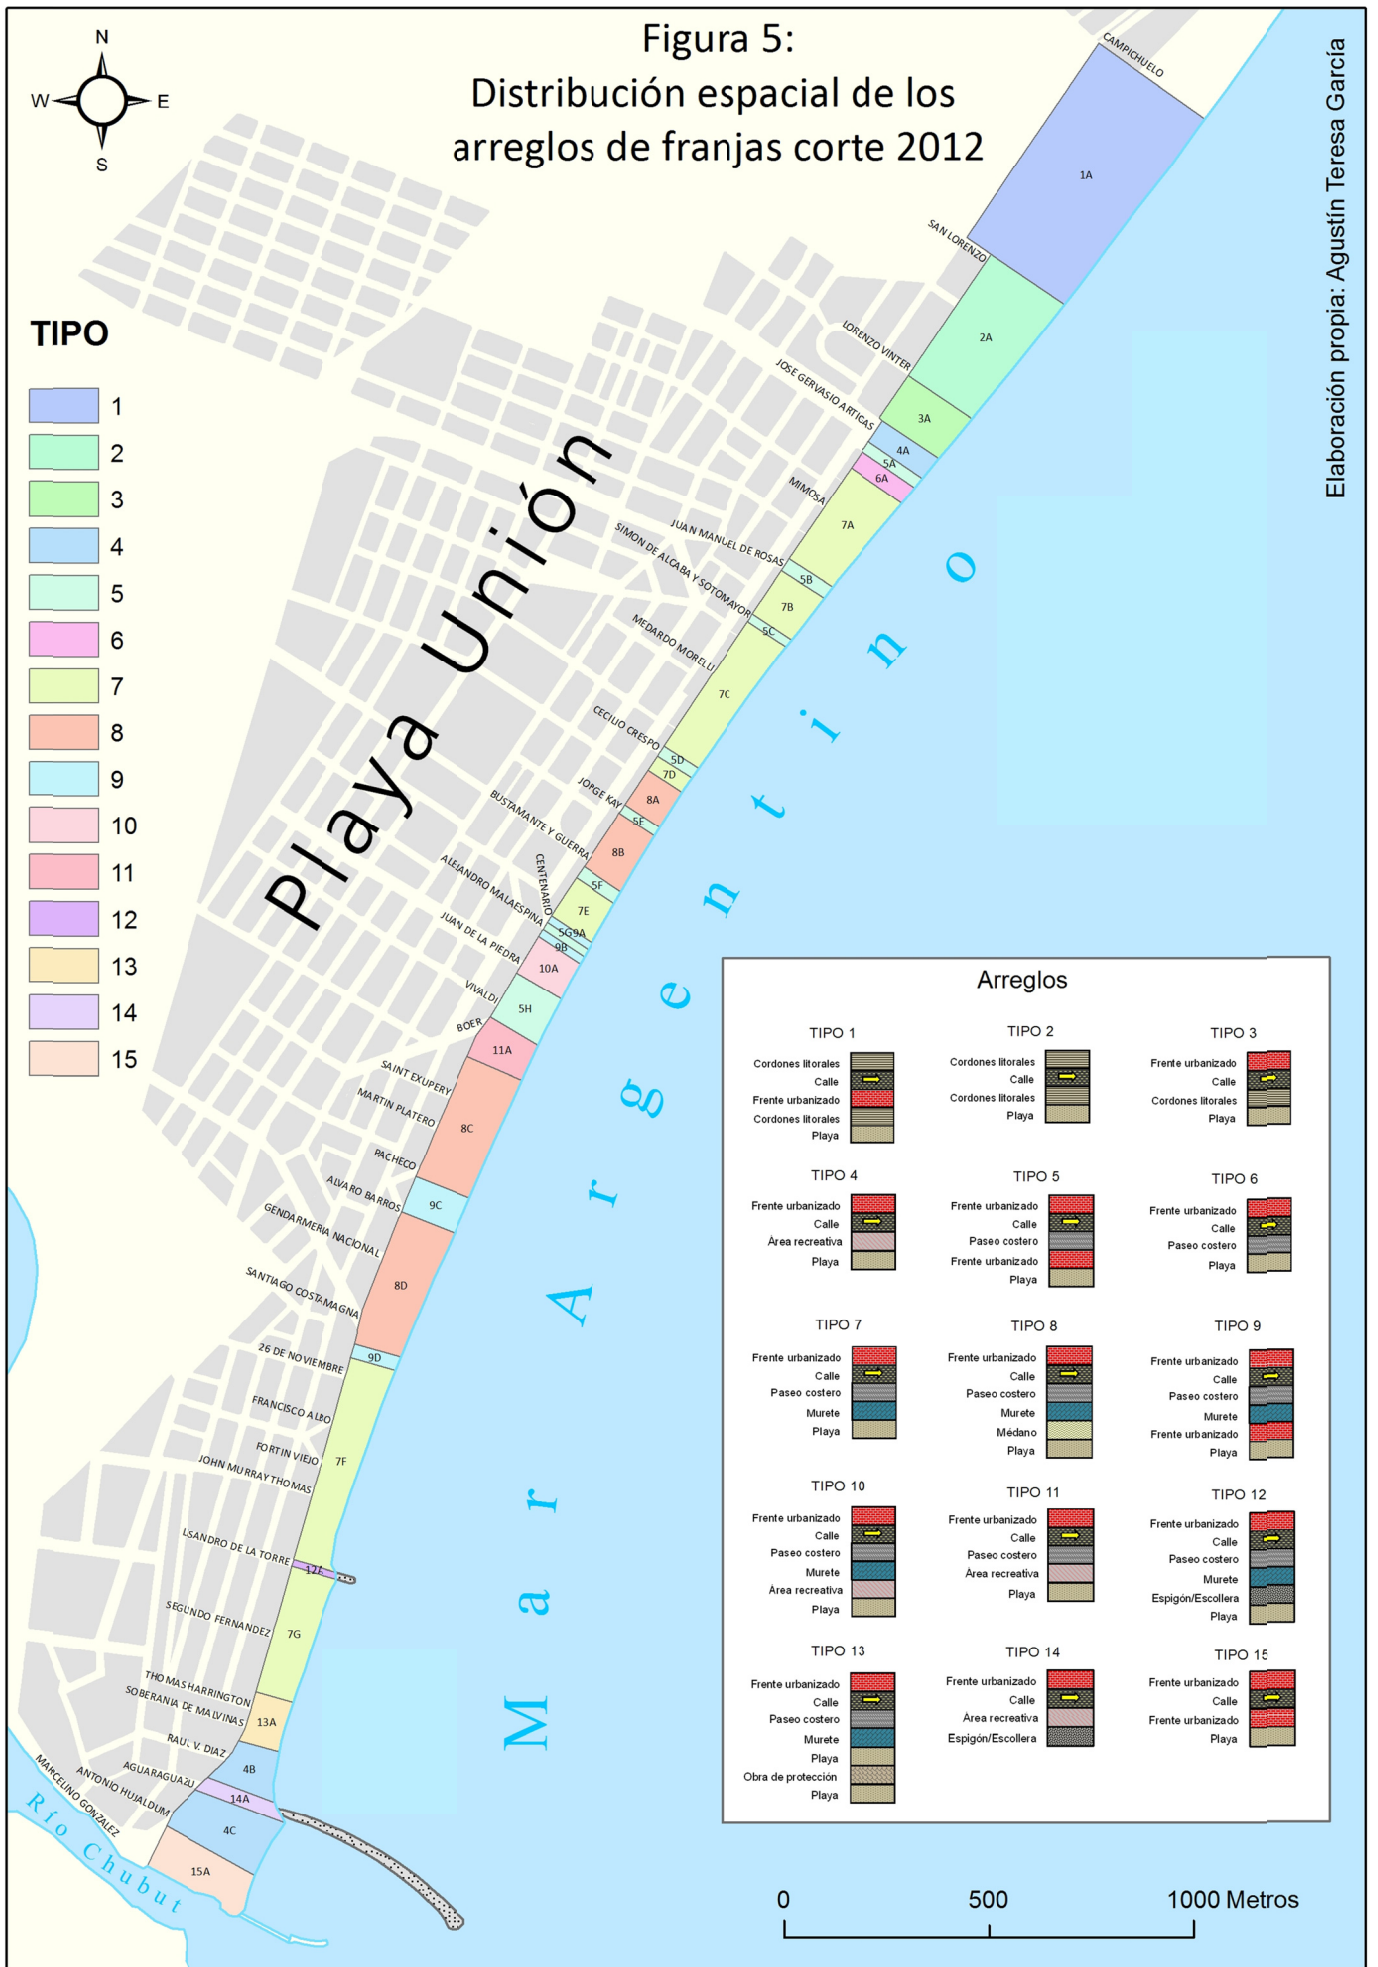 Figura 5:
Distribución espacial de los
arreglos de franjas corte 2012
Elaboración propia: Agustín Teresa García
N
W
E
S
TIPO
1
2
3
4
5
6
7
8
9
10
11
12
13
14
15
Playa Unión
Mar Argentino
Río Chubut
CAMPICHUELO
SAN LORENZO
LORENZO VINTER
JOSE GERVASIO ARTICAS
MIMOSA
JUAN MANUEL DE ROSAS
SIMON DE ALCABA Y SOTOMAYOR
MEDARDO MORELLI
CECILIO CRESPO
JORGE KAY
BUSTAMANTE Y GUERRA
CENTENARIO
ALEJANDRO MALAESPINA
JUAN DE LA PIEDRA
VIVALDI
BOER
SAINT EXUPERY
MARTIN PLATERO
PACHECO
ALVARO BARROS
GENDARMERIA NACIONAL
SANTIAGO COSTAMAGNA
26 DE NOVIEMBRE
FRANCISCO ALBO
FORTIN VIEJO
JOHN MURRAY THOMAS
LSANDRO DE LA TORRE
SEGUNDO FERNANDEZ
THOMAS HARRINGTON
SOBERANIA DE MALVINAS
RAUL V. DIAZ
AGUARAGUAZU
ANTONIO HUJALDUM
MARCELINO GONZALEZ
1A
2A
3A
4A
5A
6A
7A
5B
7B
5C
7C
5D
7D
8A
5E
8B
5F
7E
5G9A
9B
10A
5H
11A
8C
9C
8D
9D
7F
12A
7G
13A
4B
14A
4C
15A
Arreglos
TIPO 1
Cordones litorales
Calle
Frente urbanizado
Cordones litorales
Playa
TIPO 2
Cordones litorales
Calle
Cordones litorales
Playa
TIPO 3
Frente urbanizado
Calle
Cordones litorales
Playa
TIPO 4
Frente urbanizado
Calle
Área recreativa
Playa
TIPO 5
Frente urbanizado
Calle
Paseo costero
Frente urbanizado
Playa
TIPO 6
Frente urbanizado
Calle
Paseo costero
Playa
TIPO 7
Frente urbanizado
Calle
Paseo costero
Murete
Playa
TIPO 8
Frente urbanizado
Calle
Paseo costero
Murete
Médano
Playa
TIPO 9
Frente urbanizado
Calle
Paseo costero
Murete
Frente urbanizado
Playa
TIPO 10
Frente urbanizado
Calle
Paseo costero
Murete
Área recreativa
Playa
TIPO 11
Frente urbanizado
Calle
Paseo costero
Área recreativa
Playa
TIPO 12
Frente urbanizado
Calle
Paseo costero
Murete
Espigón/Escollera
Playa
TIPO 13
Frente urbanizado
Calle
Paseo costero
Murete
Playa
Obra de protección
Playa
TIPO 14
Frente urbanizado
Calle
Área recreativa
Espigón/Escollera
TIPO 15
Frente urbanizado
Calle
Frente urbanizado
Playa
0 500 1000 Metros